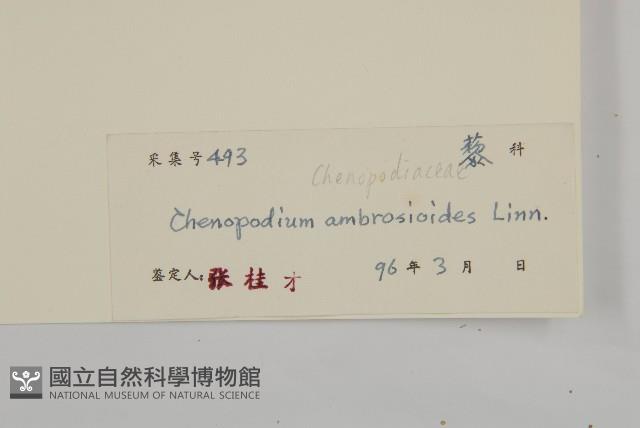 采集号 493 藜 科
Chenopodiaceae
Chenopodium ambrosioides Linn.
鉴定人: 张桂才 96 年 3 月 日
國立自然科學博物館
NATIONAL MUSEUM OF NATURAL SCIENCE